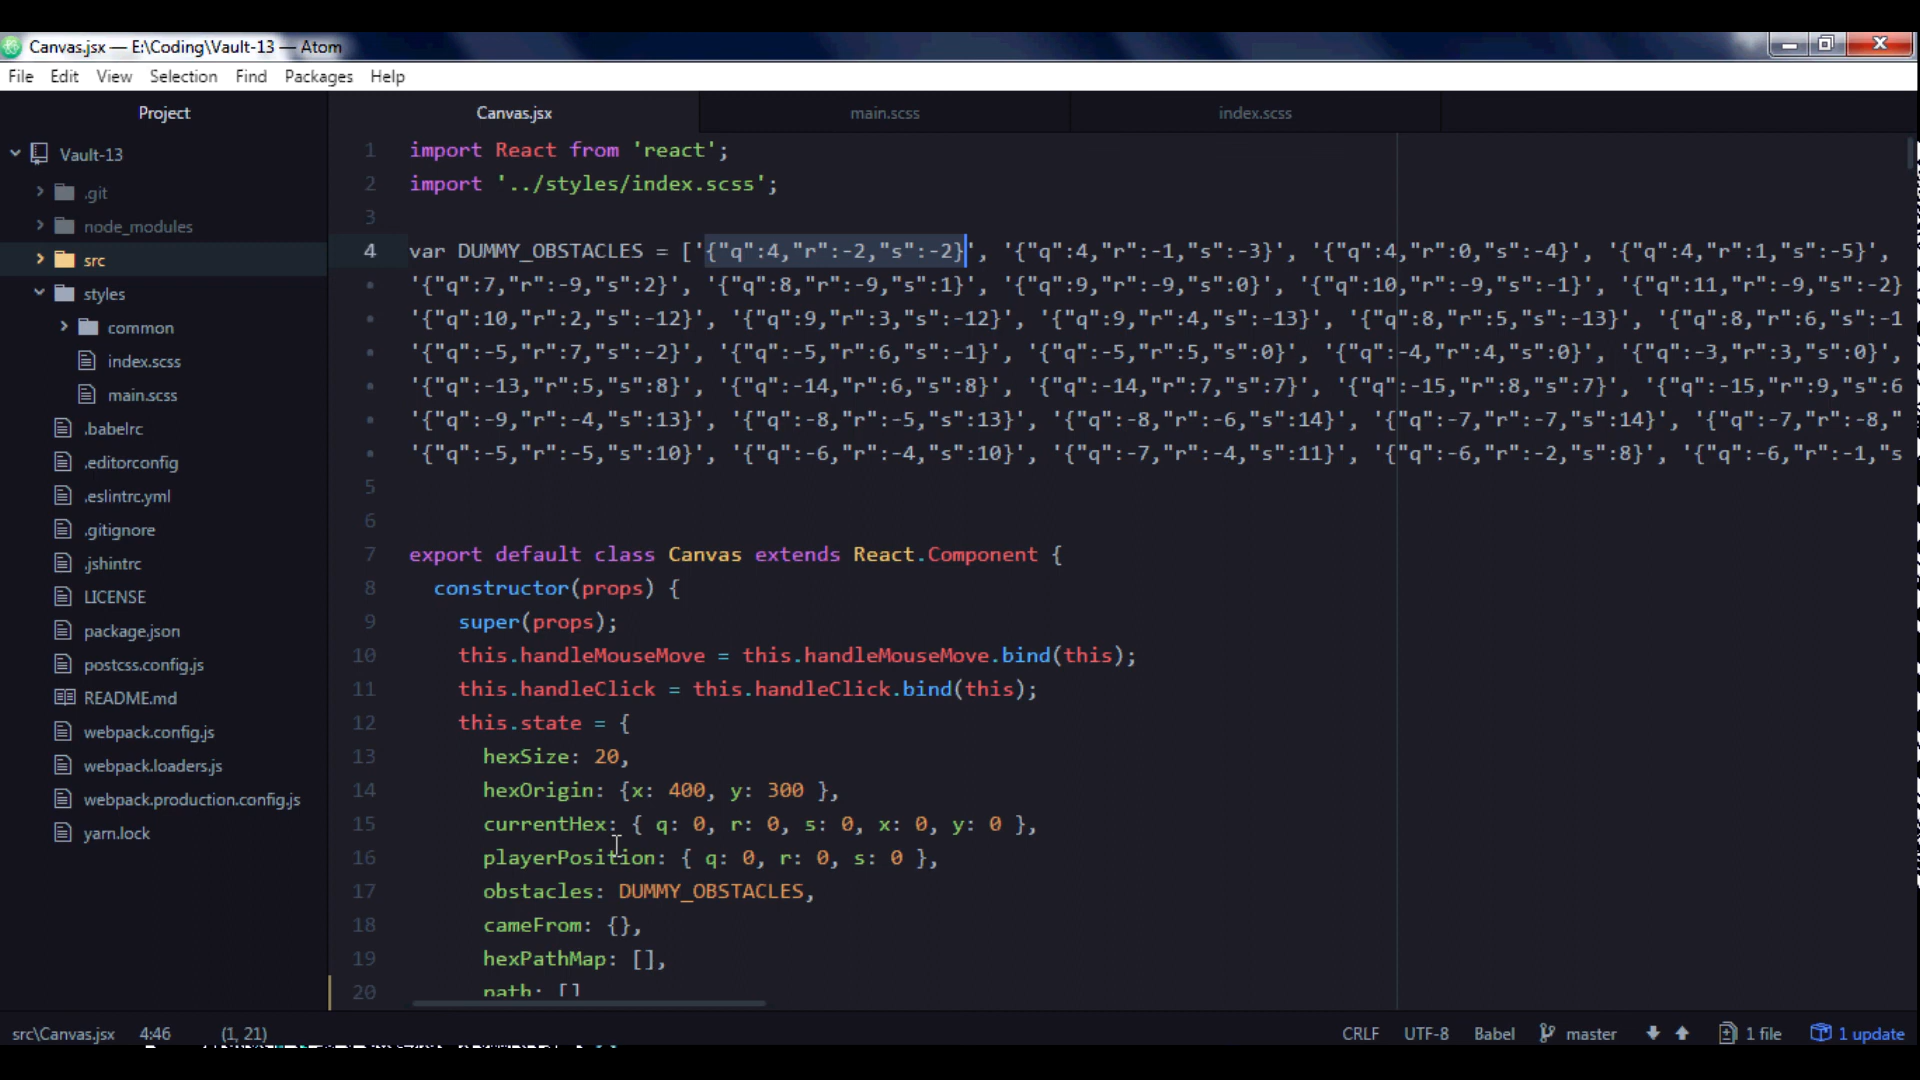 Canvas.jsx — E:\Coding\Vault-13 — Atom
File Edit View Selection Find Packages Help
Project
Vault-13
.git
node_modules
src
styles
common
index.scss
main.scss
.babelrc
.editorconfig
.eslintrc.yml
.gitignore
.jshintrc
LICENSE
package.json
postcss.config.js
README.md
webpack.config.js
webpack.loaders.js
webpack.production.config.js
yarn.lock
Canvas.jsx main.scss index.scss
1 import React from 'react';
2 import '../styles/index.scss';
3
4 var DUMMY_OBSTACLES = ['{"q":4,"r":-2,"s":-2}', '{"q":4,"r":-1,"s":-3}', '{"q":4,"r":0,"s":-4}', '{"q":4,"r":1,"s":-5}',
'{"q":7,"r":-9,"s":2}', '{"q":8,"r":-9,"s":1}', '{"q":9,"r":-9,"s":0}', '{"q":10,"r":-9,"s":-1}', '{"q":11,"r":-9,"s":-2}
'{"q":10,"r":2,"s":-12}', '{"q":9,"r":3,"s":-12}', '{"q":9,"r":4,"s":-13}', '{"q":8,"r":5,"s":-13}', '{"q":8,"r":6,"s":-1
'{"q":-5,"r":7,"s":-2}', '{"q":-5,"r":6,"s":-1}', '{"q":-5,"r":5,"s":0}', '{"q":-4,"r":4,"s":0}', '{"q":-3,"r":3,"s":0}',
'{"q":-13,"r":5,"s":8}', '{"q":-14,"r":6,"s":8}', '{"q":-14,"r":7,"s":7}', '{"q":-15,"r":8,"s":7}', '{"q":-15,"r":9,"s":6
'{"q":-9,"r":-4,"s":13}', '{"q":-8,"r":-5,"s":13}', '{"q":-8,"r":-6,"s":14}', '{"q":-7,"r":-7,"s":14}', '{"q":-7,"r":-8,"
'{"q":-5,"r":-5,"s":10}', '{"q":-6,"r":-4,"s":10}', '{"q":-7,"r":-4,"s":11}', '{"q":-6,"r":-2,"s":8}', '{"q":-6,"r":-1,"s
5
6
7 export default class Canvas extends React.Component {
8 constructor(props) {
9 super(props);
10 this.handleMouseMove = this.handleMouseMove.bind(this);
11 this.handleClick = this.handleClick.bind(this);
12 this.state = {
13 hexSize: 20,
14 hexOrigin: {x: 400, y: 300 },
15 currentHex: { q: 0, r: 0, s: 0, x: 0, y: 0 },
16 playerPosition: { q: 0, r: 0, s: 0 },
17 obstacles: DUMMY_OBSTACLES,
18 cameFrom: {},
19 hexPathMap: [],
20 path: []
src\Canvas.jsx 4:46 (1, 21) CRLF UTF-8 Babel master 1 file 1 update